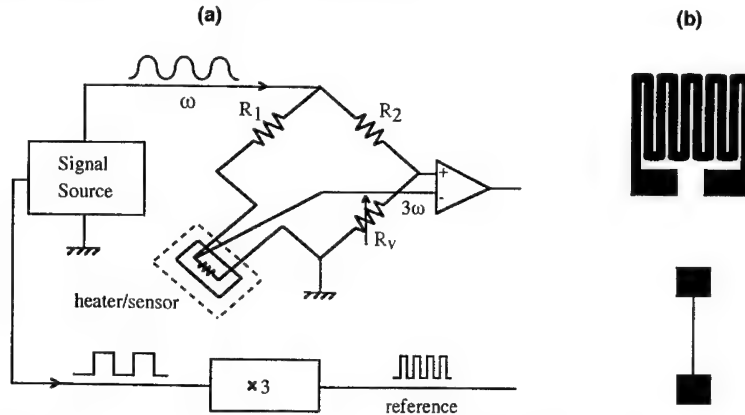 (a)
(b)
ω
R1
R2
Signal
Source
+
-
3ω
Rv
heater/sensor
×3
reference